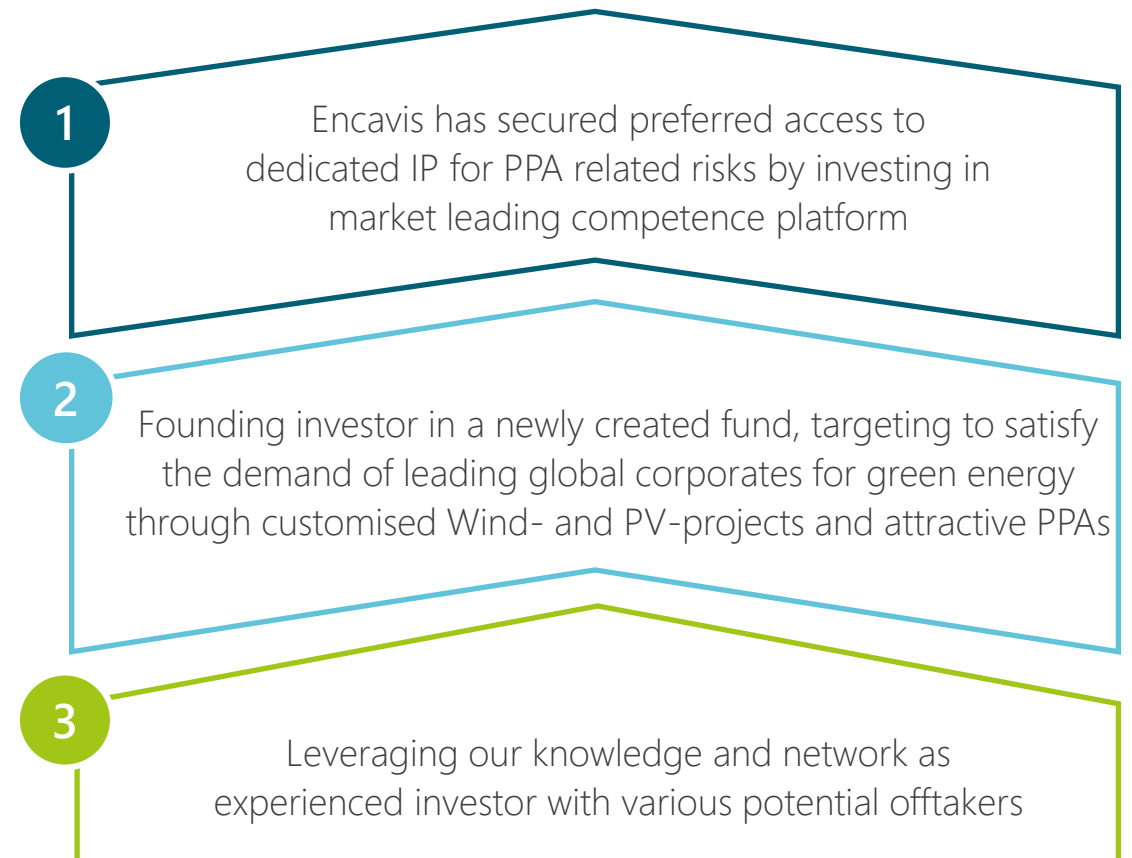 1
Encavis has secured preferred access to
dedicated IP for PPA related risks by investing in
market leading competence platform
2
Founding investor in a newly created fund, targeting to satisfy
the demand of leading global corporates for green energy
through customised Wind- and PV-projects and attractive PPAs
3
Leveraging our knowledge and network as
experienced investor with various potential offtakers